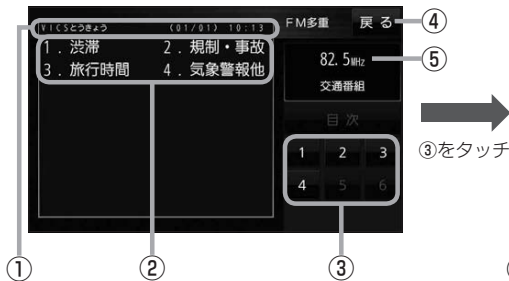 VICSとうきょう (01/01) 10:13 FM多重 戻る ④
1．渋滞 2．規制・事故
3．旅行時間 4．気象警報他
82.5MHz ⑤
交通番組
目次
1 2 3
4 5 6
③をタッチ
① ② ③